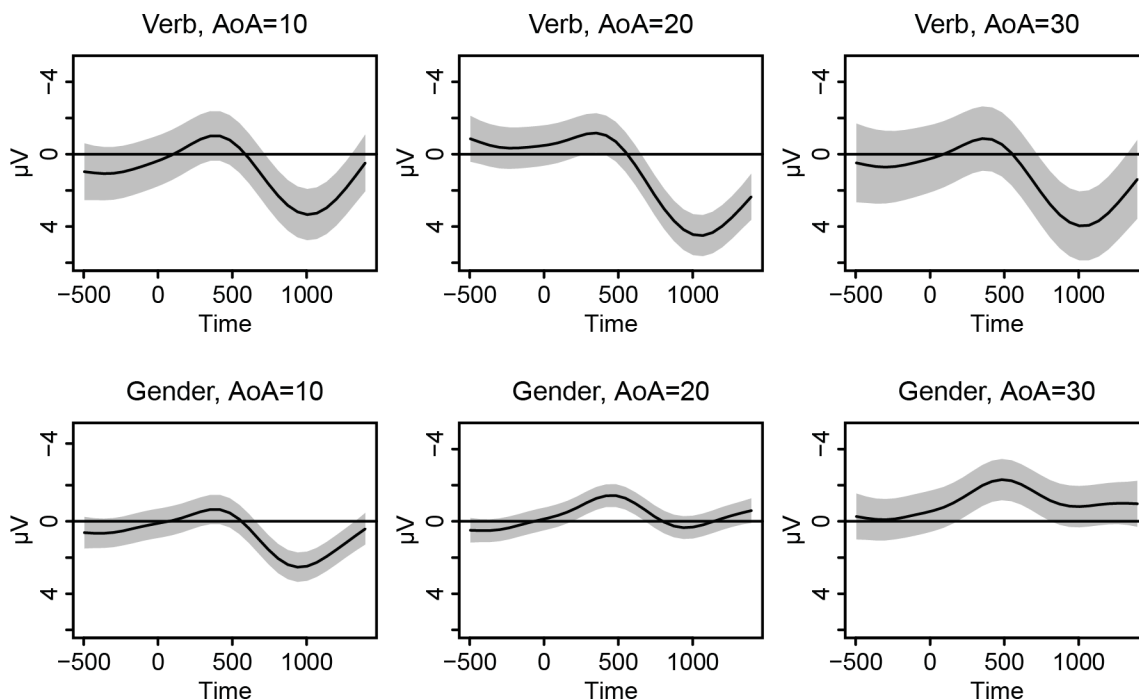 Verb, AoA=10
−4
0
4
µV
−500 0 500 1000
Time
Verb, AoA=20
−4
0
4
µV
−500 0 500 1000
Time
Verb, AoA=30
−4
0
4
µV
−500 0 500 1000
Time
Gender, AoA=10
−4
0
4
µV
−500 0 500 1000
Time
Gender, AoA=20
−4
0
4
µV
−500 0 500 1000
Time
Gender, AoA=30
−4
0
4
µV
−500 0 500 1000
Time